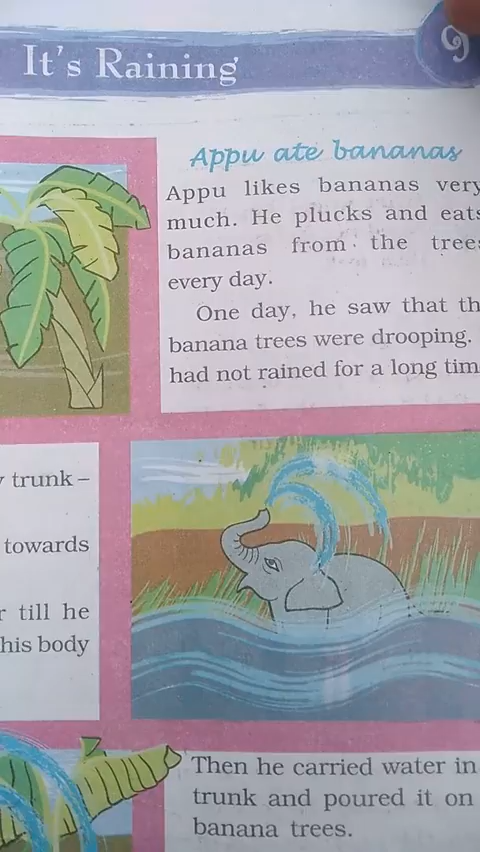 It's Raining
9
Appu ate bananas
Appu likes bananas very
much. He plucks and eats
bananas from the trees
every day.
One day, he saw that th
banana trees were drooping.
had not rained for a long tim
trunk –
towards
r till he
his body
Then he carried water in
trunk and poured it on
banana trees.